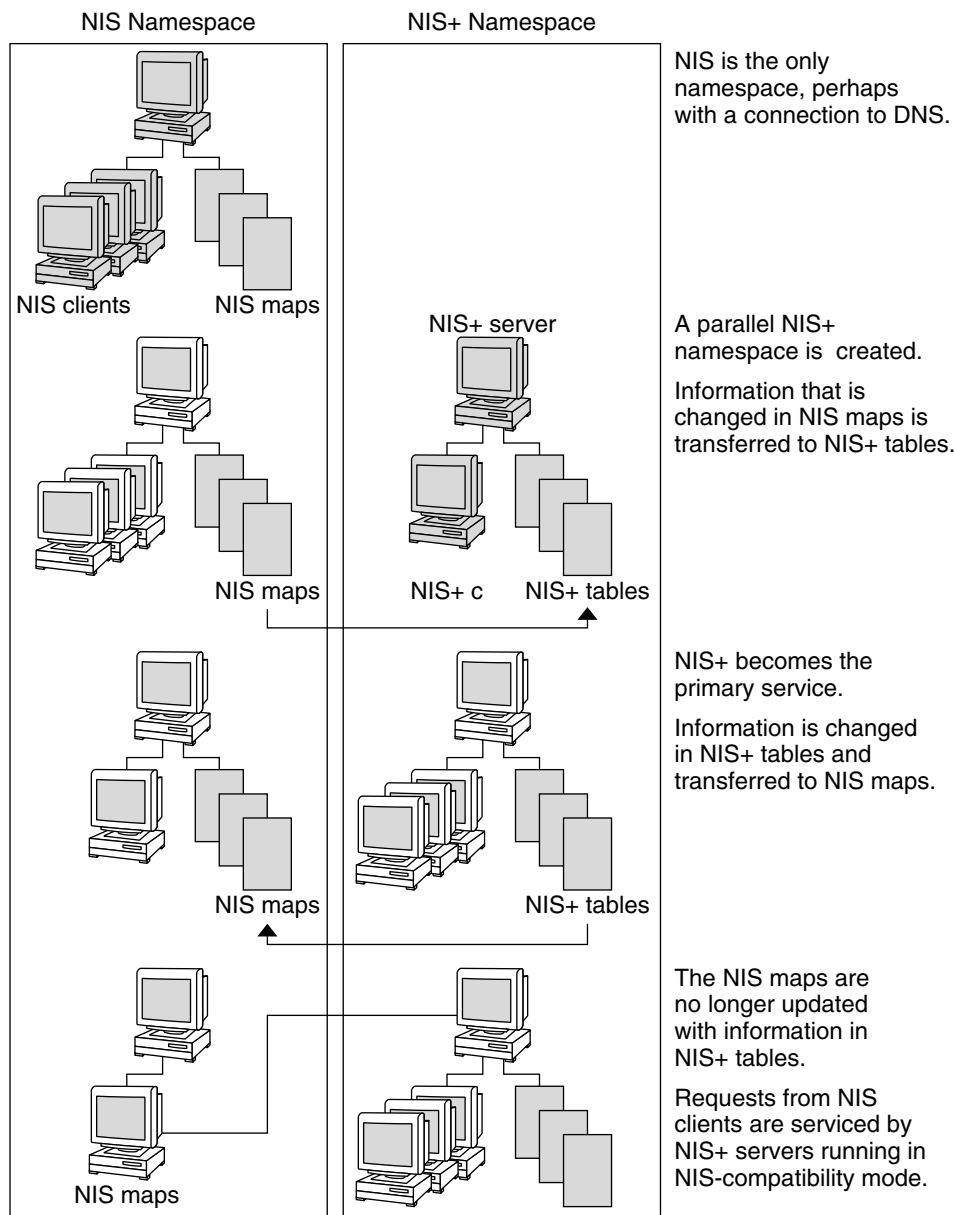 NIS Namespace
NIS+ Namespace
NIS is the only
namespace, perhaps
with a connection to DNS.
NIS clients
NIS maps
NIS+ server
A parallel NIS+
namespace is created.
Information that is
changed in NIS maps is
transferred to NIS+ tables.
NIS maps
NIS+ c
NIS+ tables
NIS+ becomes the
primary service.
Information is changed
in NIS+ tables and
transferred to NIS maps.
NIS maps
NIS+ tables
The NIS maps are
no longer updated
with information in
NIS+ tables.
Requests from NIS
clients are serviced by
NIS+ servers running in
NIS-compatibility mode.
NIS maps